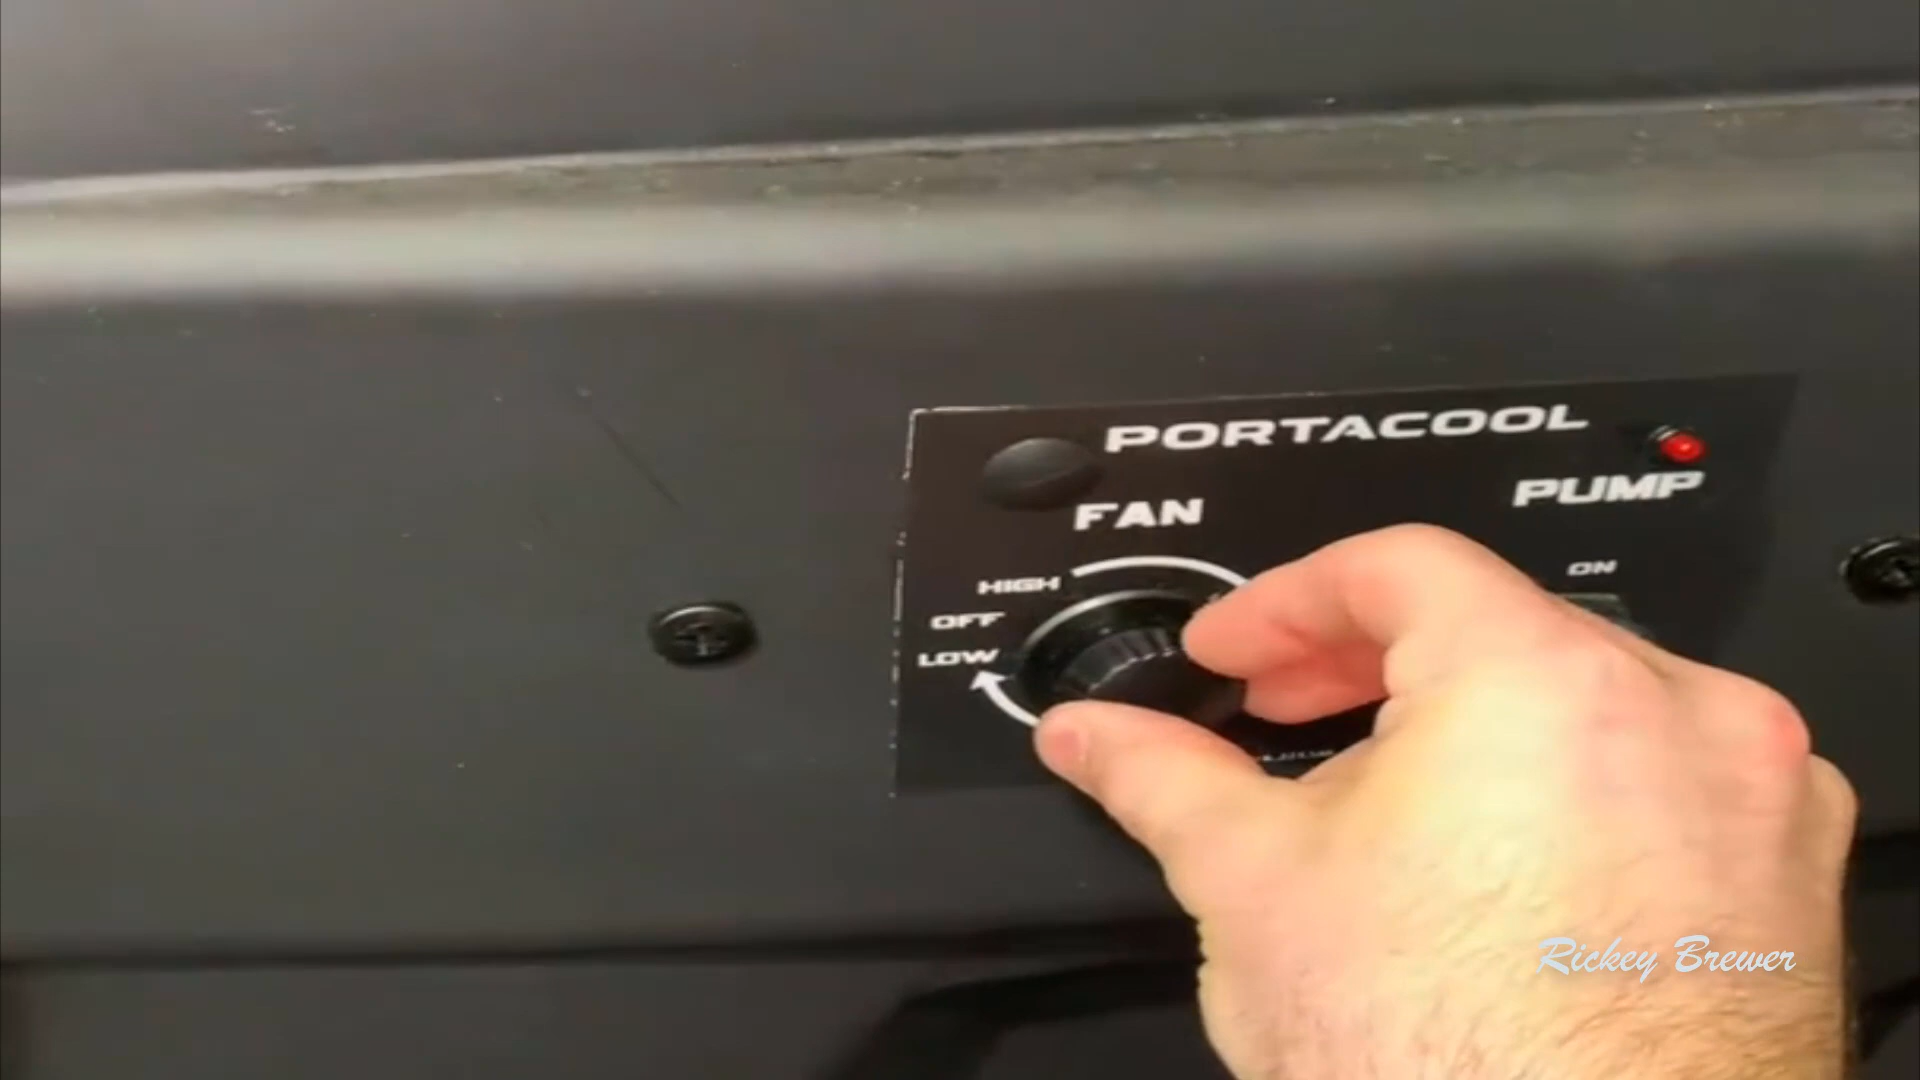 PORTACOOL
PUMP
FAN
ON
HIGH
OFF
LOW
Rickey Brewer